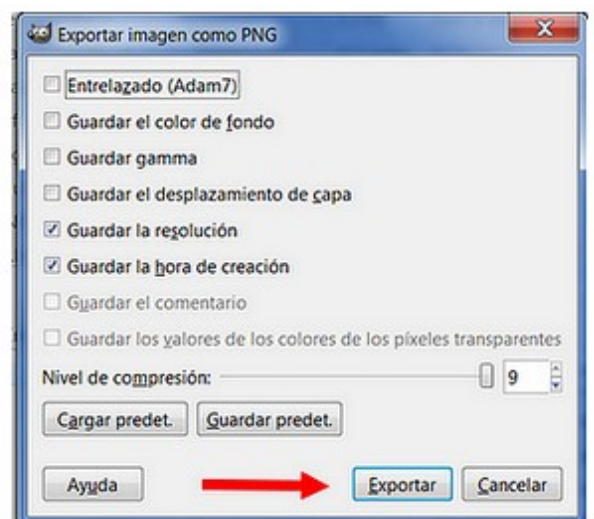 Exportar imagen como PNG
Entrelazado (Adam7)
Guardar el color de fondo
Guardar gamma
Guardar el desplazamiento de capa
Guardar la resolución
Guardar la hora de creación
Guardar el comentario
Guardar los valores de los colores de los píxeles transparentes
Nivel de compresión: 9
Cargar predet. Guardar predet.
Ayuda Exportar Cancelar